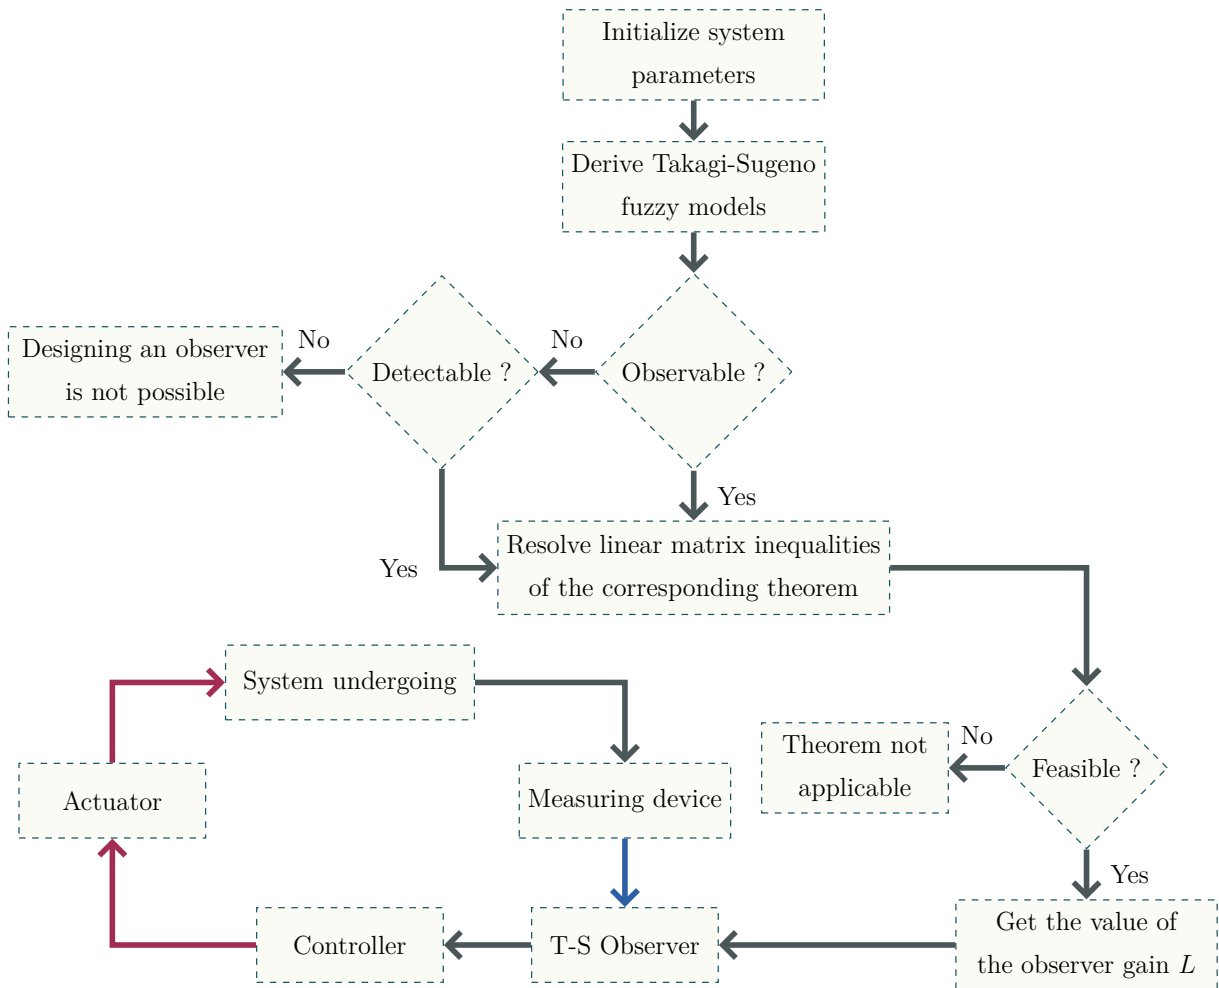 Initialize system
parameters
Derive Takagi-Sugeno
fuzzy models
No
No
Designing an observer
is not possible
Detectable ?
Observable ?
Yes
Resolve linear matrix inequalities
of the corresponding theorem
Yes
System undergoing
Theorem not
applicable
No
Feasible ?
Actuator
Measuring device
Yes
Controller
T-S Observer
Get the value of
the observer gain L